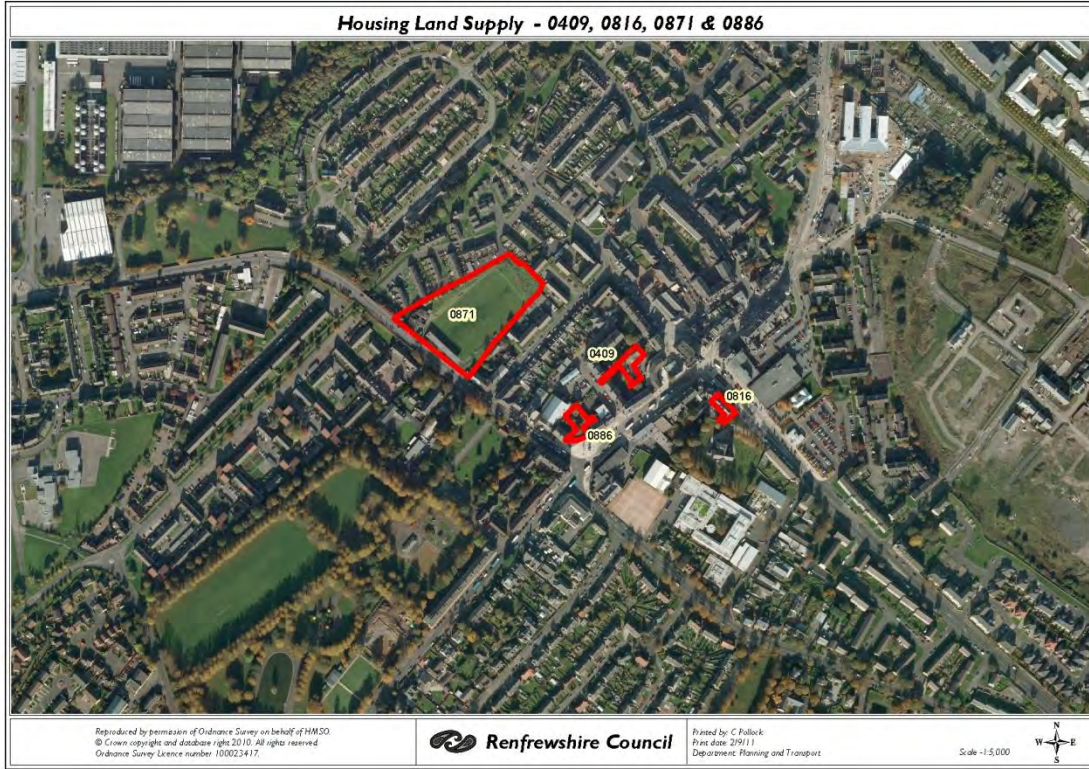 Housing Land Supply - 0409, 0816, 0871 & 0886
0871
0409
0816
0886
Reproduced by permission of Ordnance Survey on behalf of HMSO.
© Crown copyright and database right 2010. All rights reserved.
Ordnance Survey Licence number 100023417.
Renfrewshire Council
Printed by: C Pollock
Print date: 2/9/11
Department: Planning and Transport
Scale -1:5,000
N
W E
S